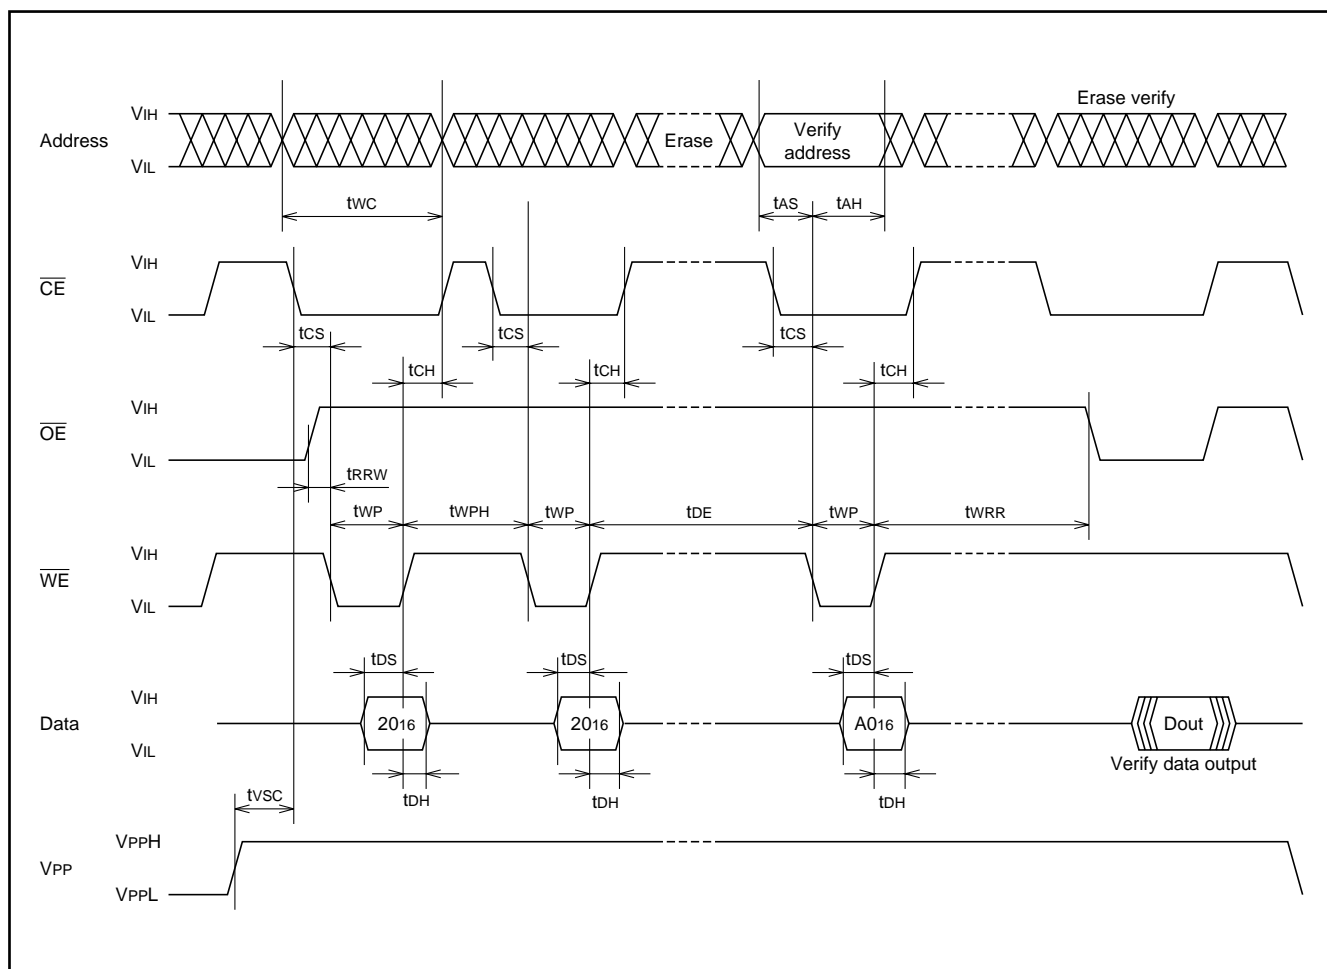 Erase verify
VIH
Address
Erase
Verify
address
VIL
tWC
tAS
tAH
VIH
CE
VIL
tCS
tCS
tCS
tCH
tCH
tCH
VIH
OE
VIL
tRRW
tWP
tWPH
tWP
tDE
tWP
tWRR
VIH
WE
VIL
tDS
tDS
tDS
VIH
Data
2016
2016
A016
Dout
VIL
Verify data output
tVSC
tDH
tDH
tDH
VPPH
VPP
VPPL